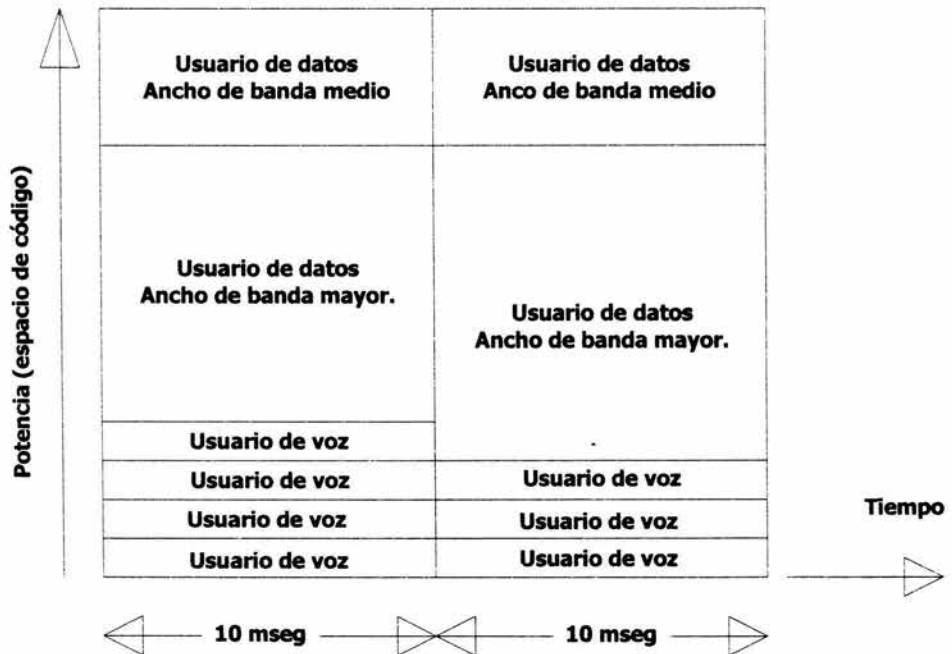 Usuario de datos
Ancho de banda medio
Usuario de datos
Anco de banda medio
Potencia (espacio de código)
Usuario de datos
Ancho de banda mayor.
Usuario de datos
Ancho de banda mayor.
Usuario de voz
Usuario de voz
Usuario de voz
Usuario de voz
Usuario de voz
Usuario de voz
Usuario de voz
Tiempo
10 mseg
10 mseg